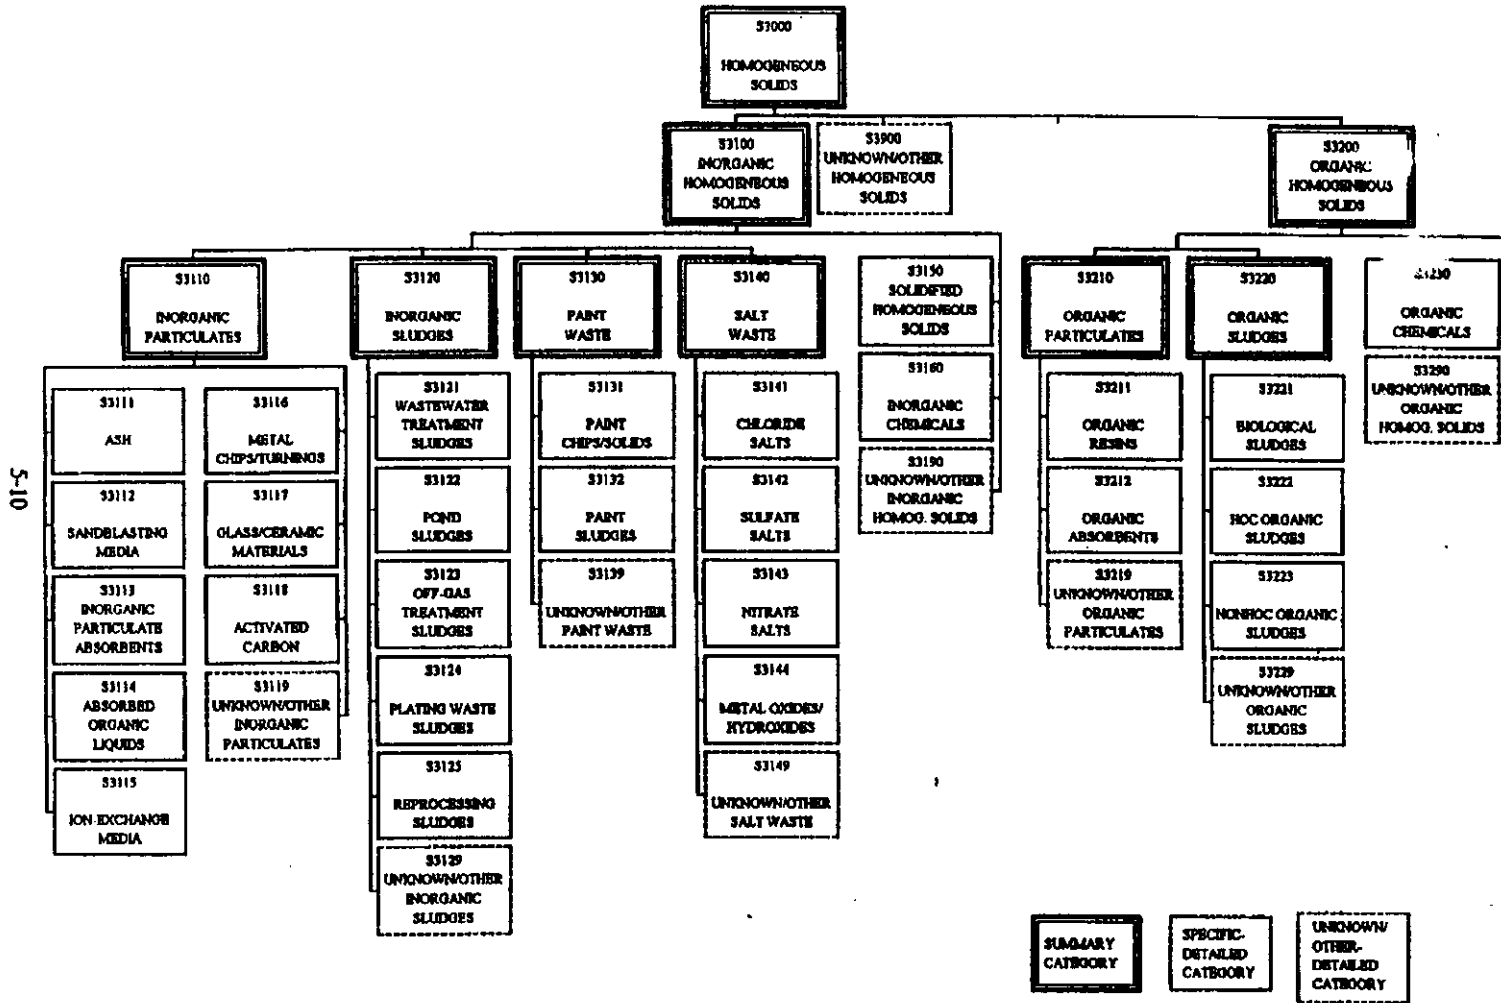 S3000
HOMOGENEOUS
SOLIDS
S3100
INORGANIC
HOMOGENEOUS
SOLIDS
S3900
UNKNOWN/OTHER
HOMOGENEOUS
SOLIDS
S3200
ORGANIC
HOMOGENEOUS
SOLIDS
S3110
INORGANIC
PARTICULATES
S3120
INORGANIC
SLUDGES
S3130
PAINT
WASTE
S3140
SALT
WASTE
S3150
SOLIDIFIED
HOMOGENEOUS
SOLIDS
S3210
ORGANIC
PARTICULATES
S3220
ORGANIC
SLUDGES
S3230
ORGANIC
CHEMICALS
S3111
ASH
S3116
METAL
CHIPS/TURNINGS
S3121
WASTEWATER
TREATMENT
SLUDGES
S3131
PAINT
CHIPS/SOLIDS
S3141
CHLORIDE
SALTS
S3160
INORGANIC
CHEMICALS
S3211
ORGANIC
RESINS
S3221
BIOLOGICAL
SLUDGES
S3290
UNKNOWN/OTHER
ORGANIC
HOMOG. SOLIDS
S3112
SANDBLASTING
MEDIA
S3117
GLASS/CERAMIC
MATERIALS
S3122
POND
SLUDGES
S3132
PAINT
SLUDGES
S3142
SULFATE
SALTS
S3190
UNKNOWN/OTHER
INORGANIC
HOMOG. SOLIDS
S3212
ORGANIC
ABSORBENTS
S3222
HOC ORGANIC
SLUDGES
S3113
INORGANIC
PARTICULATE
ABSORBENTS
S3118
ACTIVATED
CARBON
S3123
OFF-GAS
TREATMENT
SLUDGES
S3139
UNKNOWN/OTHER
PAINT WASTE
S3143
NITRATE
SALTS
S3219
UNKNOWN/OTHER
ORGANIC
PARTICULATES
S3223
NONHOC ORGANIC
SLUDGES
S3114
ABSORBED
ORGANIC
LIQUIDS
S3119
UNKNOWN/OTHER
INORGANIC
PARTICULATES
S3124
PLATING WASTE
SLUDGES
S3144
METAL OXIDES/
HYDROXIDES
S3229
UNKNOWN/OTHER
ORGANIC
SLUDGES
S3115
ION-EXCHANGE
MEDIA
S3125
REPROCESSING
SLUDGES
S3149
UNKNOWN/OTHER
SALT WASTE
S3129
UNKNOWN/OTHER
INORGANIC
SLUDGES
SUMMARY
CATEGORY
SPECIFIC-
DETAILED
CATEGORY
UNKNOWN/
OTHER-
DETAILED
CATEGORY
5-10